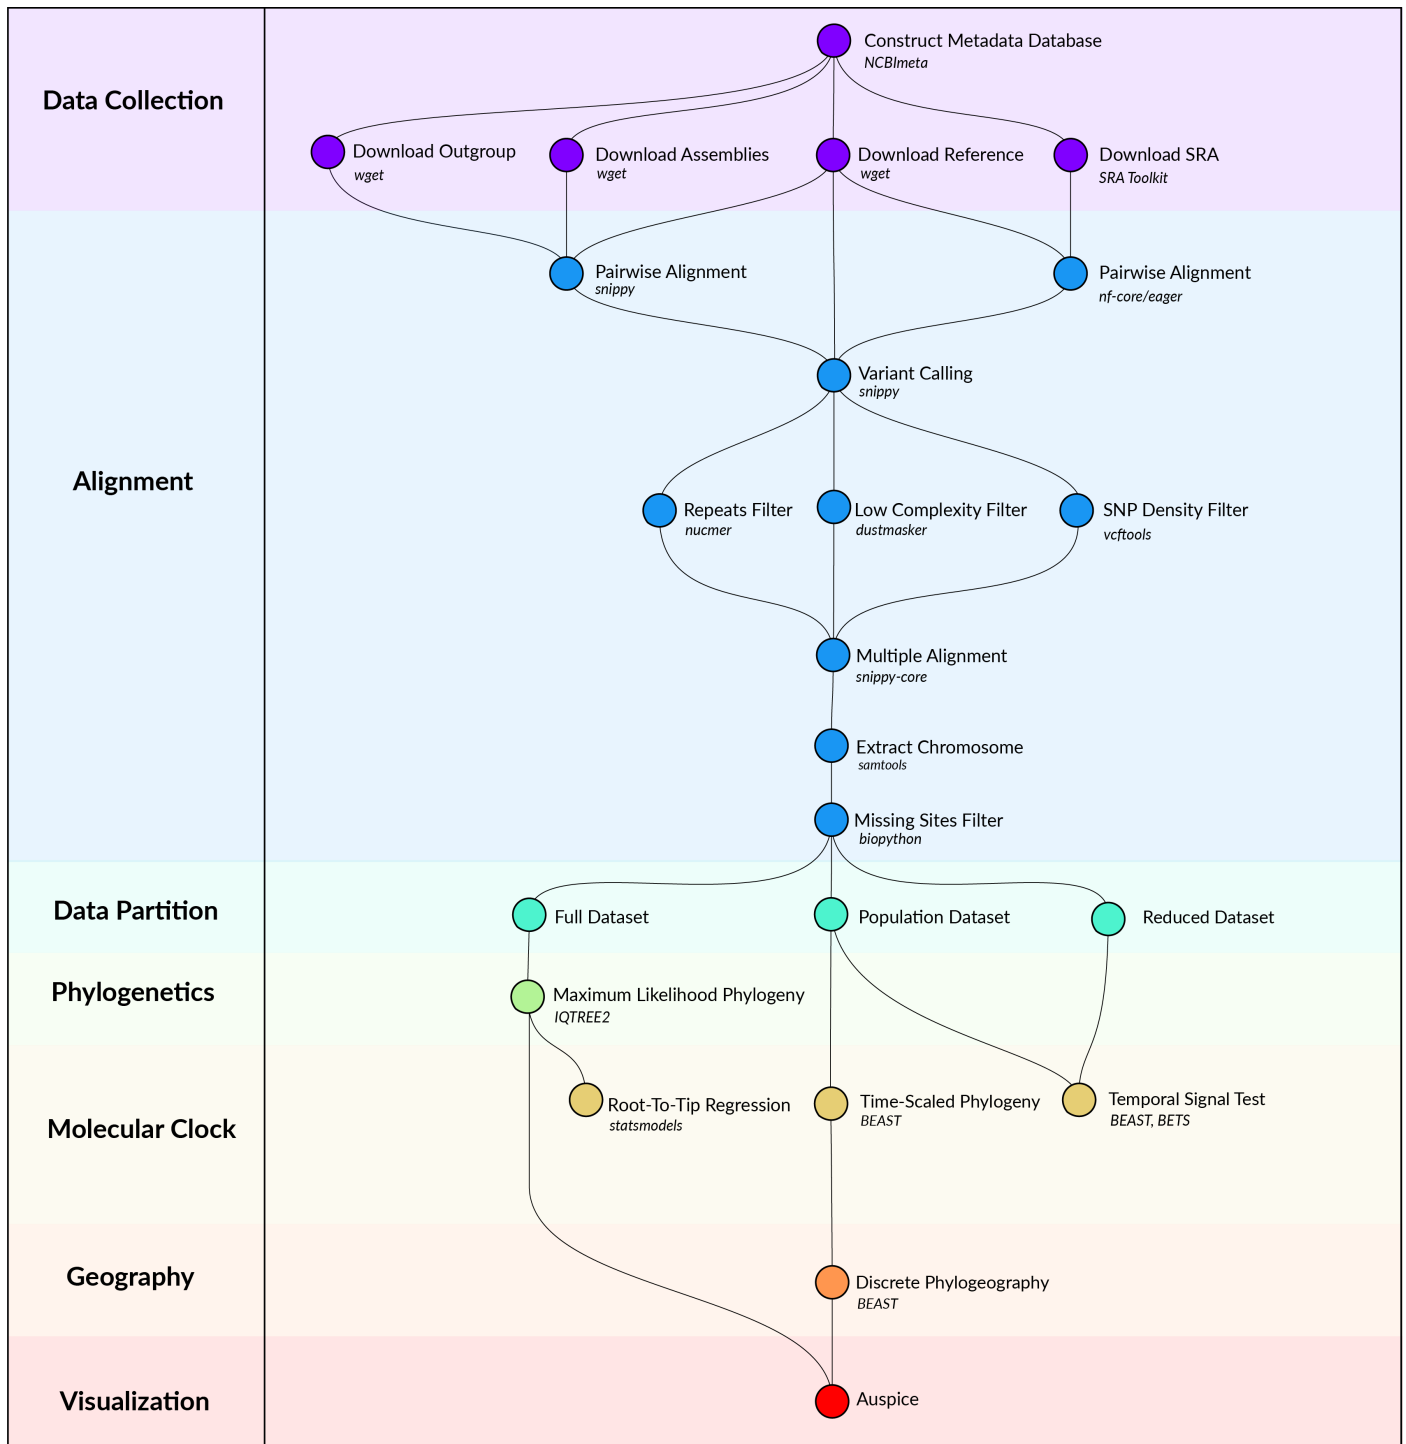 Data Collection
Construct Metadata Database
NCBImeta
Download Outgroup
wget
Download Assemblies
wget
Download Reference
wget
Download SRA
SRA Toolkit
Alignment
Pairwise Alignment
snippy
Pairwise Alignment
nf-core/eager
Variant Calling
snippy
Repeats Filter
nucmer
Low Complexity Filter
dustmasker
SNP Density Filter
vcftools
Multiple Alignment
snippy-core
Extract Chromosome
samtools
Missing Sites Filter
biopython
Data Partition
Full Dataset
Population Dataset
Reduced Dataset
Phylogenetics
Maximum Likelihood Phylogeny
IQTREE2
Molecular Clock
Root-To-Tip Regression
statsmodels
Time-Scaled Phylogeny
BEAST
Temporal Signal Test
BEAST, BETS
Geography
Discrete Phylogeography
BEAST
Visualization
Auspice